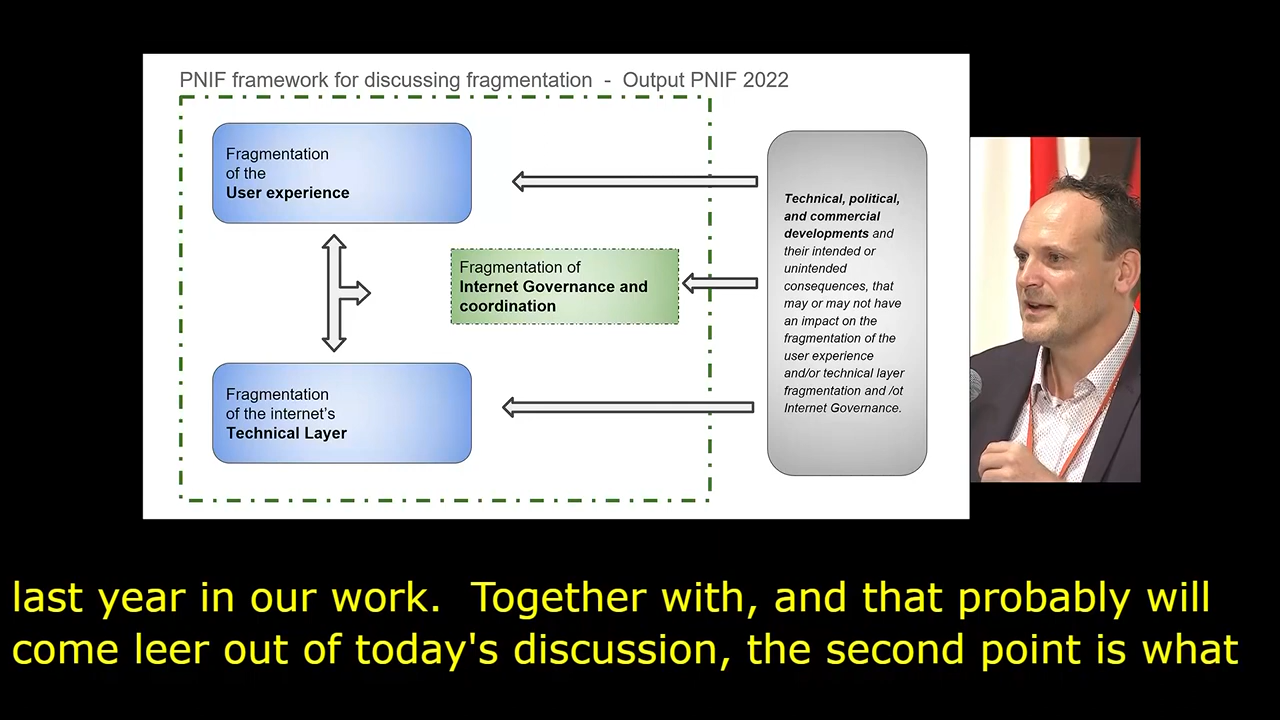 PNIF framework for discussing fragmentation - Output PNIF 2022
Fragmentation
of the
User experience
Fragmentation of
Internet Governance and
coordination
Fragmentation
of the internet's
Technical Layer
Technical, political,
and commercial
developments and
their intended or
unintended
consequences, that
may or may not have
an impact on the
fragmentation of the
user experience
and/or technical layer
fragmentation and /ot
Internet Governance.
last year in our work.  Together with, and that probably will
come leer out of today's discussion, the second point is what